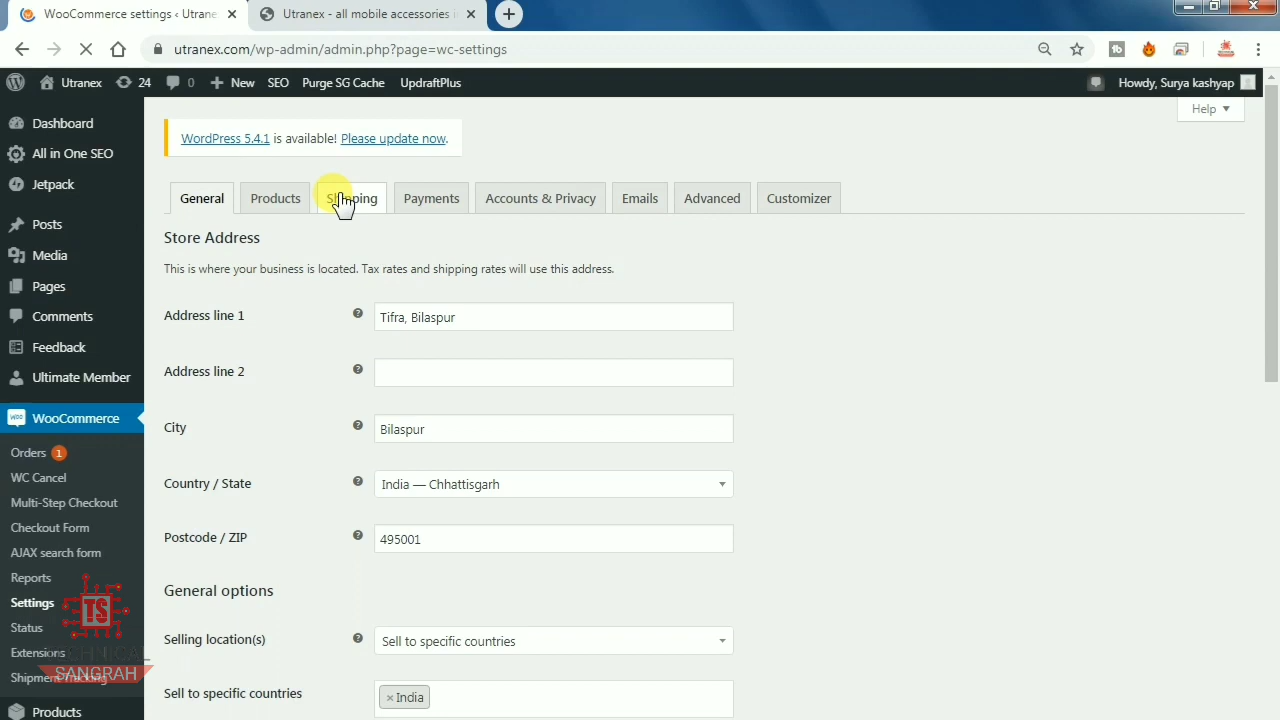 WooCommerce settings ‹ Utrane
Utranex - all mobile accessories i
utranex.com/wp-admin/admin.php?page=wc-settings
Utranex
24
0
New
SEO
Purge SG Cache
UpdraftPlus
Howdy, Surya kashyap
Help
WordPress 5.4.1 is available! Please update now.
Dashboard
All in One SEO
Jetpack
Posts
Media
Pages
Comments
Feedback
Ultimate Member
WooCommerce
Orders 1
WC Cancel
Multi-Step Checkout
Checkout Form
AJAX search form
Reports
Settings
Status
Extensions
Shipment Tracking
Products
TS
TECHNICAL
SANGRAH
General
Products
Shipping
Payments
Accounts & Privacy
Emails
Advanced
Customizer
Store Address
This is where your business is located. Tax rates and shipping rates will use this address.
Address line 1
Tifra, Bilaspur
Address line 2
City
Bilaspur
Country / State
India — Chhattisgarh
Postcode / ZIP
495001
General options
Selling location(s)
Sell to specific countries
Sell to specific countries
× India